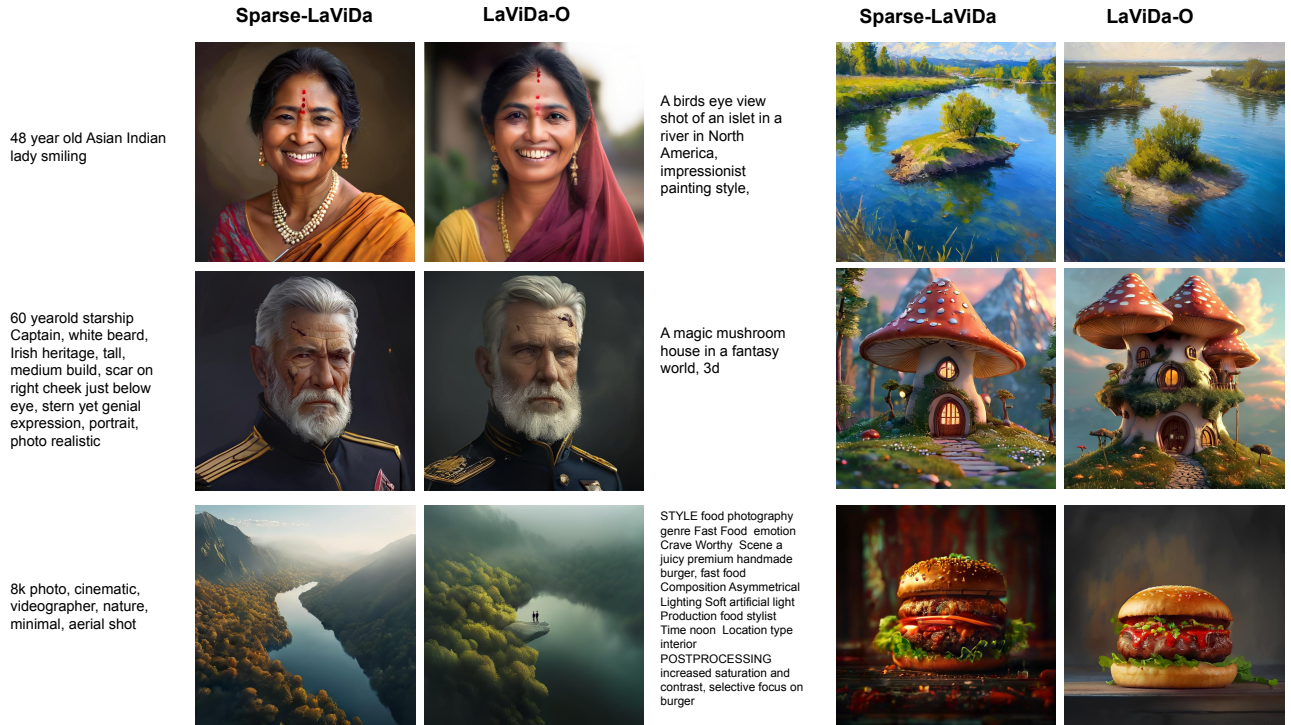 Sparse-LaViDa
LaViDa-O
48 year old Asian Indian
lady smiling
60 yearold starship
Captain, white beard,
Irish heritage, tall,
medium build, scar on
right cheek just below
eye, stern yet genial
expression, portrait,
photo realistic
8k photo, cinematic,
videographer, nature,
minimal, aerial shot
Sparse-LaViDa
LaViDa-O
A birds eye view
shot of an islet in a
river in North
America,
impressionist
painting style,
A magic mushroom
house in a fantasy
world, 3d
STYLE food photography
genre Fast Food  emotion
Crave Worthy  Scene a
juicy premium handmade
burger, fast food
Composition Asymmetrical
Lighting Soft artificial light
Production food stylist
Time noon  Location type
interior
POSTPROCESSING
increased saturation and
contrast, selective focus on
burger